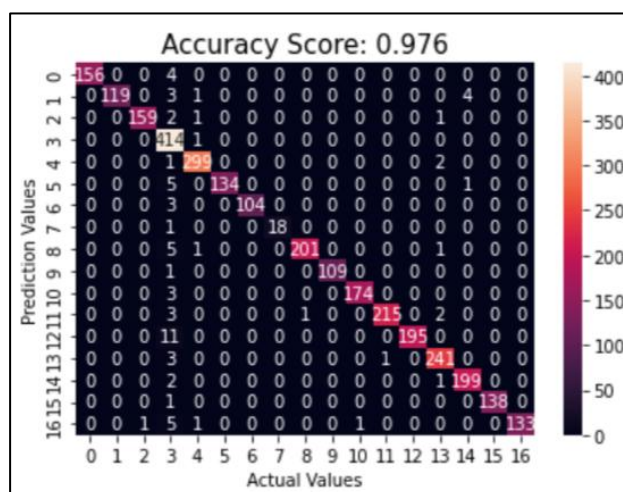 Accuracy Score: 0.976
0 156 0 0 4 0 0 0 0 0 0 0 0 0 0 0 0 0
1 0 119 0 3 1 0 0 0 0 0 0 0 0 0 4 0 0
2 0 0 159 2 1 0 0 0 0 0 0 0 0 1 0 0 0
3 0 0 0 414 1 0 0 0 0 0 0 0 0 0 0 0 0
4 0 0 0 1 299 0 0 0 0 0 0 0 0 2 0 0 0
5 0 0 0 5 0 134 0 0 0 0 0 0 0 0 1 0 0
6 0 0 0 3 0 0 104 0 0 0 0 0 0 0 0 0 0
7 0 0 0 1 0 0 0 18 0 0 0 0 0 0 0 0 0
8 0 0 0 5 1 0 0 0 201 0 0 0 0 1 0 0 0
9 0 0 0 1 0 0 0 0 0 109 0 0 0 0 0 0 0
10 0 0 0 3 0 0 0 0 0 0 174 0 0 0 0 0 0
11 0 0 0 3 0 0 0 0 1 0 0 215 0 2 0 0 0
12 0 0 0 11 0 0 0 0 0 0 0 0 195 0 0 0 0
13 0 0 0 3 0 0 0 0 0 0 0 1 0 241 0 0 0
14 0 0 0 2 0 0 0 0 0 0 0 0 0 1 199 0 0
15 0 0 0 1 0 0 0 0 0 0 0 0 0 0 0 138 0
16 0 0 1 5 1 0 0 0 0 0 1 0 0 0 0 0 133
0 1 2 3 4 5 6 7 8 9 10 11 12 13 14 15 16
Prediction Values
Actual Values
400
350
300
250
200
150
100
50
0